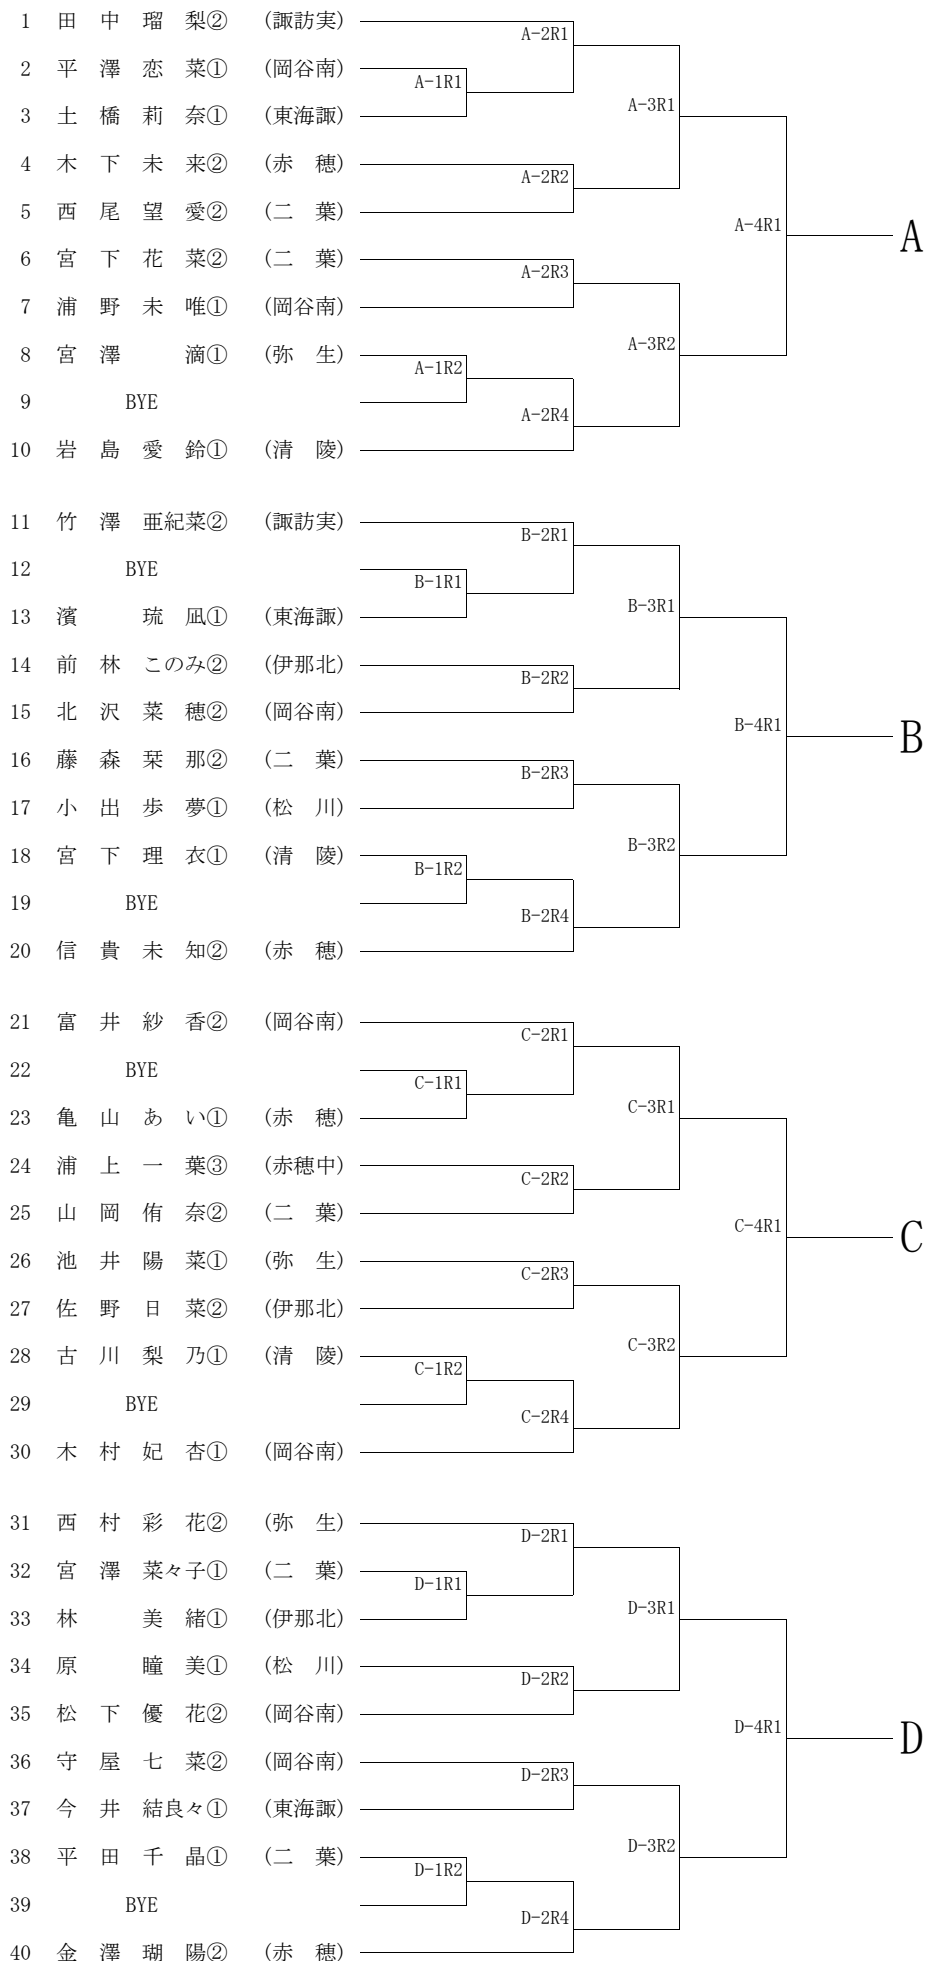 1 田中瑠梨② (諏訪実)
A-2R1
2 平澤恋菜① (岡谷南)
A-1R1
A-3R1
3 土橋莉奈① (東海諏)
4 木下未来② (赤穂)
A-2R2
5 西尾望愛② (二葉)
A-4R1
A
6 宮下花菜② (二葉)
A-2R3
7 浦野未唯① (岡谷南)
A-3R2
8 宮澤滴① (弥生)
A-1R2
9 BYE
A-2R4
10 岩島愛鈴① (清陵)
11 竹澤亜紀菜② (諏訪実)
B-2R1
12 BYE
B-1R1
B-3R1
13 濱琉凪① (東海諏)
14 前林このみ② (伊那北)
B-2R2
15 北沢菜穂② (岡谷南)
B-4R1
B
16 藤森栞那② (二葉)
B-2R3
17 小出歩夢① (松川)
B-3R2
18 宮下理衣① (清陵)
B-1R2
19 BYE
B-2R4
20 信貴未知② (赤穂)
21 富井紗香② (岡谷南)
C-2R1
22 BYE
C-1R1
C-3R1
23 亀山あい① (赤穂)
24 浦上一葉③ (赤穂中)
C-2R2
25 山岡侑奈② (二葉)
C-4R1
C
26 池井陽菜① (弥生)
C-2R3
27 佐野日菜② (伊那北)
C-3R2
28 古川梨乃① (清陵)
C-1R2
29 BYE
C-2R4
30 木村妃杏① (岡谷南)
31 西村彩花② (弥生)
D-2R1
32 宮澤菜々子① (二葉)
D-1R1
D-3R1
33 林美緒① (伊那北)
34 原瞳美① (松川)
D-2R2
35 松下優花② (岡谷南)
D-4R1
D
36 守屋七菜② (岡谷南)
D-2R3
37 今井結良々① (東海諏)
D-3R2
38 平田千晶① (二葉)
D-1R2
39 BYE
D-2R4
40 金澤瑚陽② (赤穂)